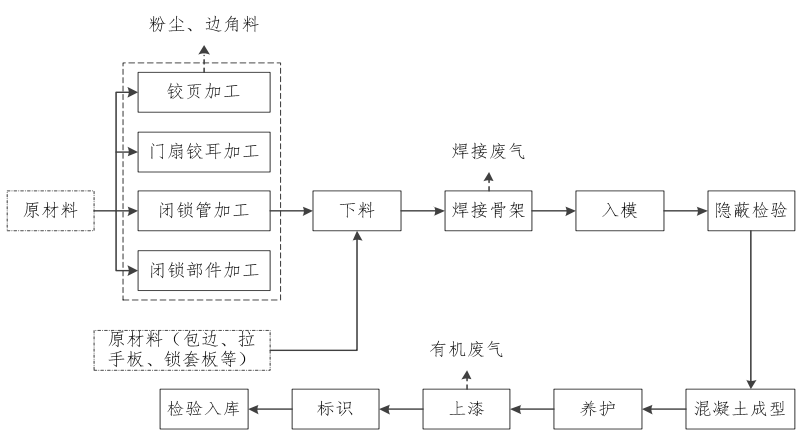 粉尘、边角料
铰页加工
门扇铰耳加工
原材料
闭锁管加工
闭锁部件加工
下料
焊接废气
焊接骨架
入模
隐蔽检验
原材料（包边、拉
手板、锁套板等）
有机废气
检验入库
标识
上漆
养护
混凝土成型